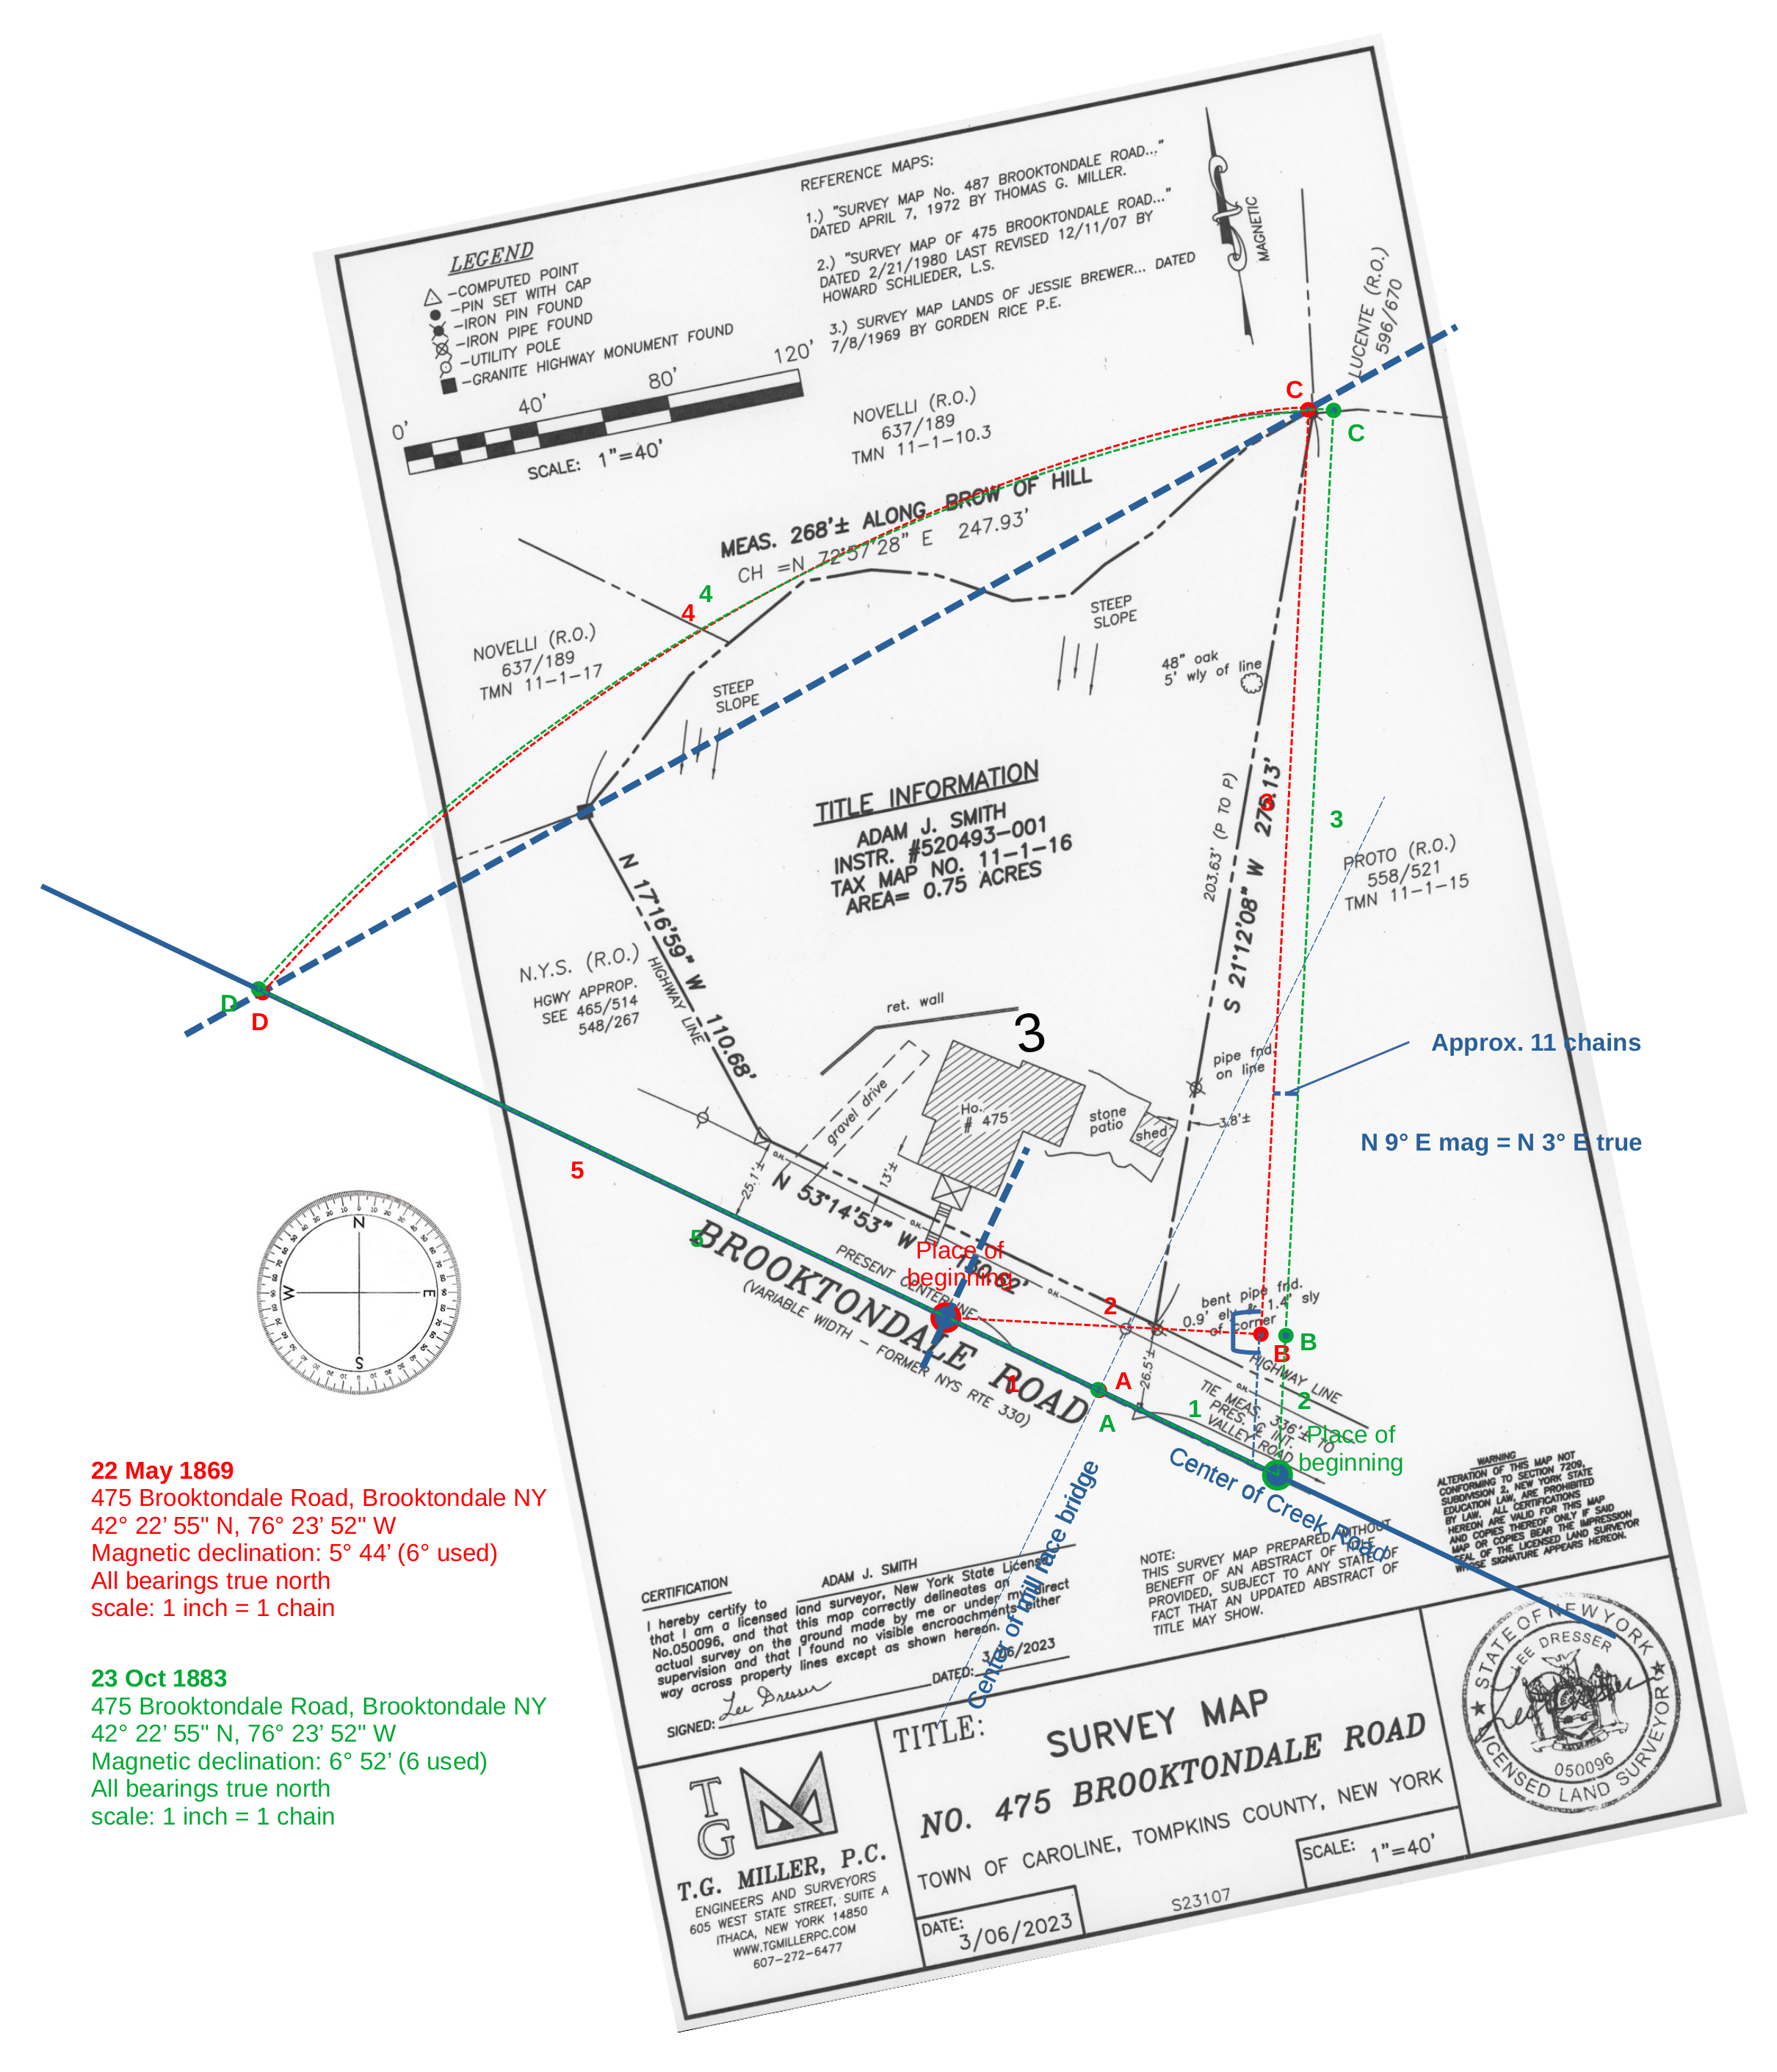 REFERENCE MAPS:
1.) "SURVEY MAP No. 487 BROOKTONDALE ROAD..."
DATED APRIL 7, 1972 BY THOMAS G. MILLER.
2.) "SURVEY MAP OF 475 BROOKTONDALE ROAD..."
DATED 2/21/1980 LAST REVISED 12/11/07 BY
HOWARD SCHLIEDER, L.S.
3.) SURVEY MAP LANDS OF JESSIE BREWER... DATED
7/8/1969 BY GORDEN RICE P.E.
MAGNETIC
LEGEND
-COMPUTED POINT
-PIN SET WITH CAP
-IRON PIN FOUND
-IRON PIPE FOUND
-UTILITY POLE
-GRANITE HIGHWAY MONUMENT FOUND
0' 40' 80' 120'
SCALE: 1"=40'
LUCENTE (R.O.)
596/670
NOVELLI (R.O.)
637/189
TMN 11-1-10.3
C
C
MEAS. 268'± ALONG BROW OF HILL
CH =N 72°57'28" E 247.93'
4
4
NOVELLI (R.O.)
637/189
TMN 11-1-17
STEEP
SLOPE
STEEP
SLOPE
48" oak
5' wly of line
TITLE INFORMATION
ADAM J. SMITH
INSTR. #520493-001
TAX MAP NO. 11-1-16
AREA= 0.75 ACRES
203.63' (P TO P)
S 21°12'08" W 276.13'
3
3
PROTO (R.O.)
558/521
TMN 11-1-15
N 17°16'59" W 110.68'
HIGHWAY LINE
N.Y.S. (R.O.)
HGWY APPROP.
SEE 465/514
548/267
D
D
ret. wall
3
Approx. 11 chains
N 9° E mag = N 3° E true
pipe fnd.
on line
gravel drive
Ho.
# 475
stone
patio
shed
3.8'±
25.1'±
13'±
O.H.
O.H.
O.H.
O.H.
5
5
N 53°14'53" W
BROOKTONDALE ROAD
PRESENT CENTERLINE
(VARIABLE WIDTH – FORMER NYS RTE 330)
Place of
beginning
2
1
A
A
26.5'±
bent pipe fnd.
0.9' ely & 1.4' sly
of corner
B
B
HIGHWAY LINE
TIE MEAS. 336'± TO
PRES. ℄ INT.
VALLEY ROAD
1
2
Place of
beginning
Center of Creek Road
Center of mill race bridge
N
E
S
W
22 May 1869
475 Brooktondale Road, Brooktondale NY
42° 22' 55" N, 76° 23' 52" W
Magnetic declination: 5° 44' (6° used)
All bearings true north
scale: 1 inch = 1 chain
23 Oct 1883
475 Brooktondale Road, Brooktondale NY
42° 22' 55" N, 76° 23' 52" W
Magnetic declination: 6° 52' (6 used)
All bearings true north
scale: 1 inch = 1 chain
WARNING
ALTERATION OF THIS MAP NOT
CONFORMING TO SECTION 7209,
SUBDIVISION 2, NEW YORK STATE
EDUCATION LAW, ARE PROHIBITED
BY LAW. ALL CERTIFICATIONS
HEREON ARE VALID FOR THIS MAP
AND COPIES THEREOF ONLY IF SAID
MAP OR COPIES BEAR THE IMPRESSION
SEAL OF THE LICENSED LAND SURVEYOR
WHOSE SIGNATURE APPEARS HEREON.
NOTE:
THIS SURVEY MAP PREPARED WITHOUT
BENEFIT OF AN ABSTRACT OF TITLE
PROVIDED, SUBJECT TO ANY STATE OF
FACT THAT AN UPDATED ABSTRACT OF
TITLE MAY SHOW.
CERTIFICATION
ADAM J. SMITH
I hereby certify to
that I am a licensed land surveyor, New York State License
No.050096, and that this map correctly delineates an
actual survey on the ground made by me or under my direct
supervision and that I found no visible encroachments either
way across property lines except as shown hereon.
SIGNED: Lee Dresser DATED: 3/06/2023
TITLE:
SURVEY MAP
NO. 475 BROOKTONDALE ROAD
TOWN OF CAROLINE, TOMPKINS COUNTY, NEW YORK
TG
T.G. MILLER, P.C.
ENGINEERS AND SURVEYORS
605 WEST STATE STREET, SUITE A
ITHACA, NEW YORK 14850
WWW.TGMILLERPC.COM
607-272-6477
DATE:
3/06/2023
S23107
SCALE: 1"=40'
STATE OF NEW YORK
LEE DRESSER
050096
LICENSED LAND SURVEYOR